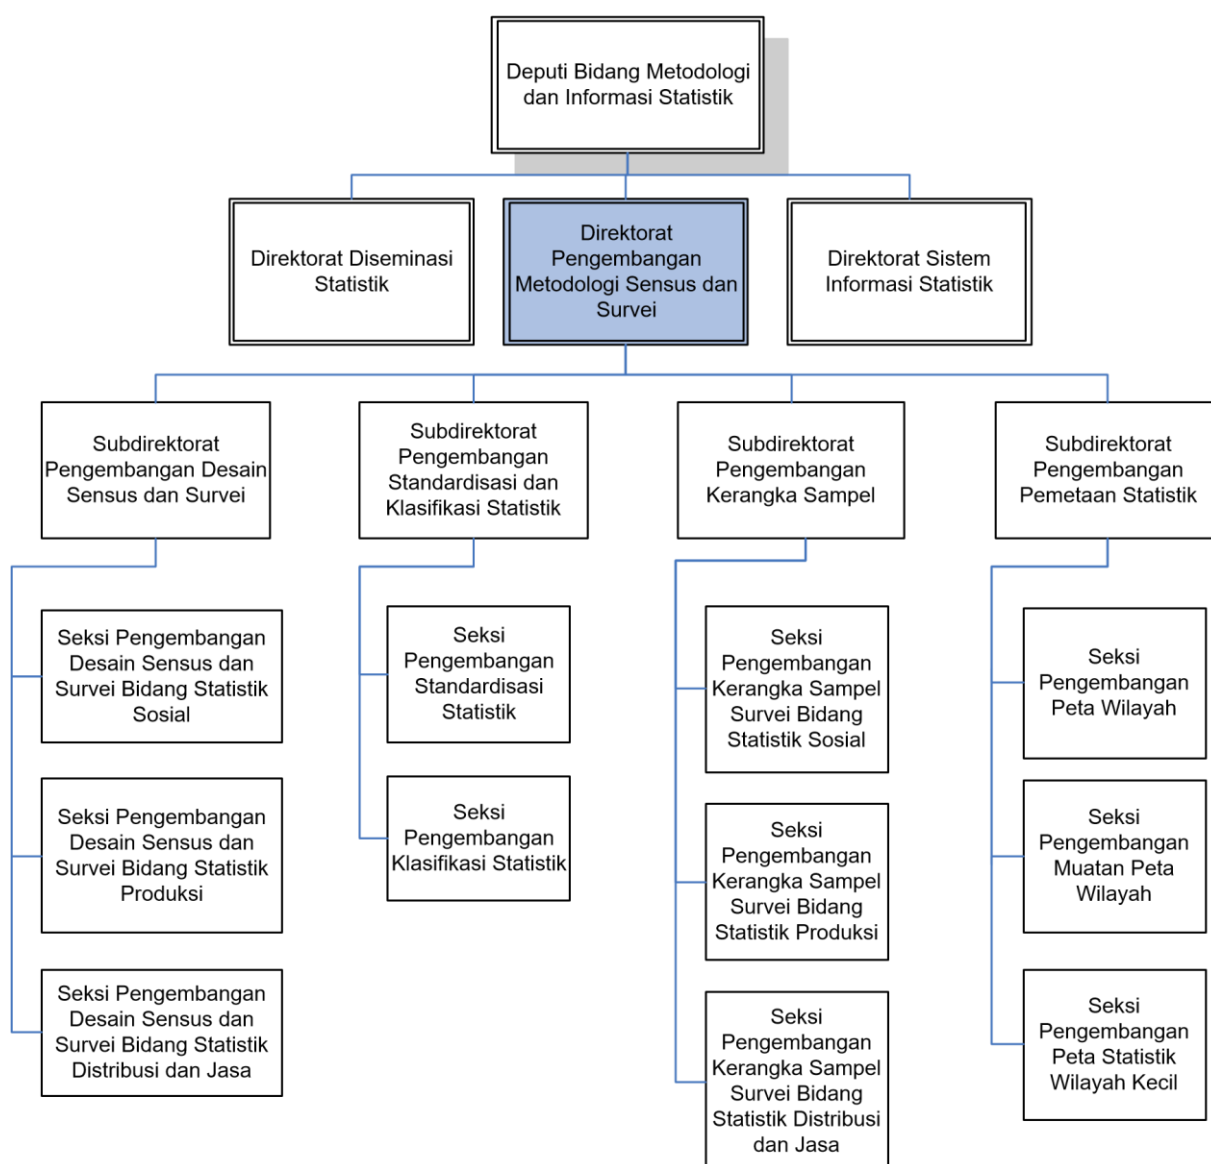 Deputi Bidang Metodologi
dan Informasi Statistik
Direktorat Diseminasi
Statistik
Direktorat
Pengembangan
Metodologi Sensus dan
Survei
Direktorat Sistem
Informasi Statistik
Subdirektorat
Pengembangan Desain
Sensus dan Survei
Subdirektorat
Pengembangan
Standardisasi dan
Klasifikasi Statistik
Subdirektorat
Pengembangan
Kerangka Sampel
Subdirektorat
Pengembangan
Pemetaan Statistik
Seksi Pengembangan
Desain Sensus dan
Survei Bidang Statistik
Sosial
Seksi Pengembangan
Desain Sensus dan
Survei Bidang Statistik
Produksi
Seksi Pengembangan
Desain Sensus dan
Survei Bidang Statistik
Distribusi dan Jasa
Seksi
Pengembangan
Standardisasi
Statistik
Seksi
Pengembangan
Klasifikasi Statistik
Seksi
Pengembangan
Kerangka Sampel
Survei Bidang
Statistik Sosial
Seksi
Pengembangan
Kerangka Sampel
Survei Bidang
Statistik Produksi
Seksi
Pengembangan
Kerangka Sampel
Survei Bidang
Statistik Distribusi
dan Jasa
Seksi
Pengembangan
Peta Wilayah
Seksi
Pengembangan
Muatan Peta
Wilayah
Seksi
Pengembangan
Peta Statistik
Wilayah Kecil